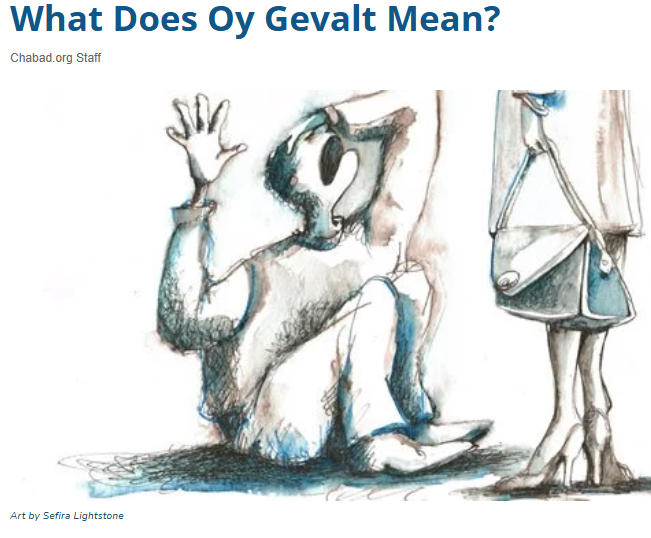 What Does Oy Gevalt Mean?
Chabad.org Staff
Art by Sefira Lightstone